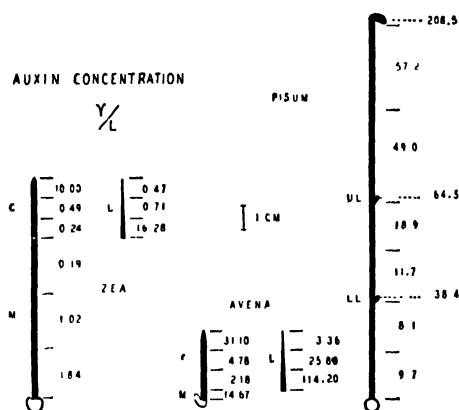 AUXIN CONCENTRATION
γ/L
PISUM
208.5
57.2
49.0
UL
64.5
18.9
11.7
LL
38.4
8.1
9.7
C
10.00
0.49
0.24
L
0.47
0.71
16.28
1 CM
0.19
ZEA
M
1.02
1.84
AVENA
C
31.10
4.78
2.18
M
14.67
L
3.36
25.80
114.20